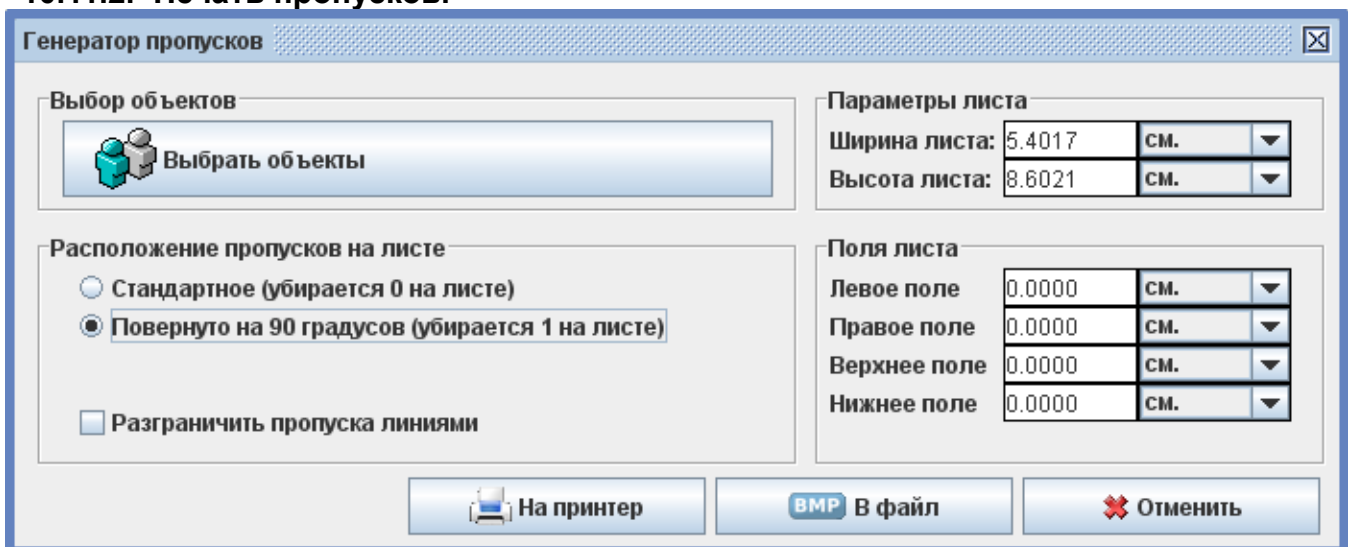 Печать пропусков.
Генератор пропусков
Выбор объектов
Выбрать объекты
Параметры листа
Ширина листа: 5.4017 см.
Высота листа: 8.6021 см.
Расположение пропусков на листе
Стандартное (убирается 0 на листе)
Повернуто на 90 градусов (убирается 1 на листе)
Разграничить пропуска линиями
Поля листа
Левое поле 0.0000 см.
Правое поле 0.0000 см.
Верхнее поле 0.0000 см.
Нижнее поле 0.0000 см.
На принтер
BMP В файл
Отменить